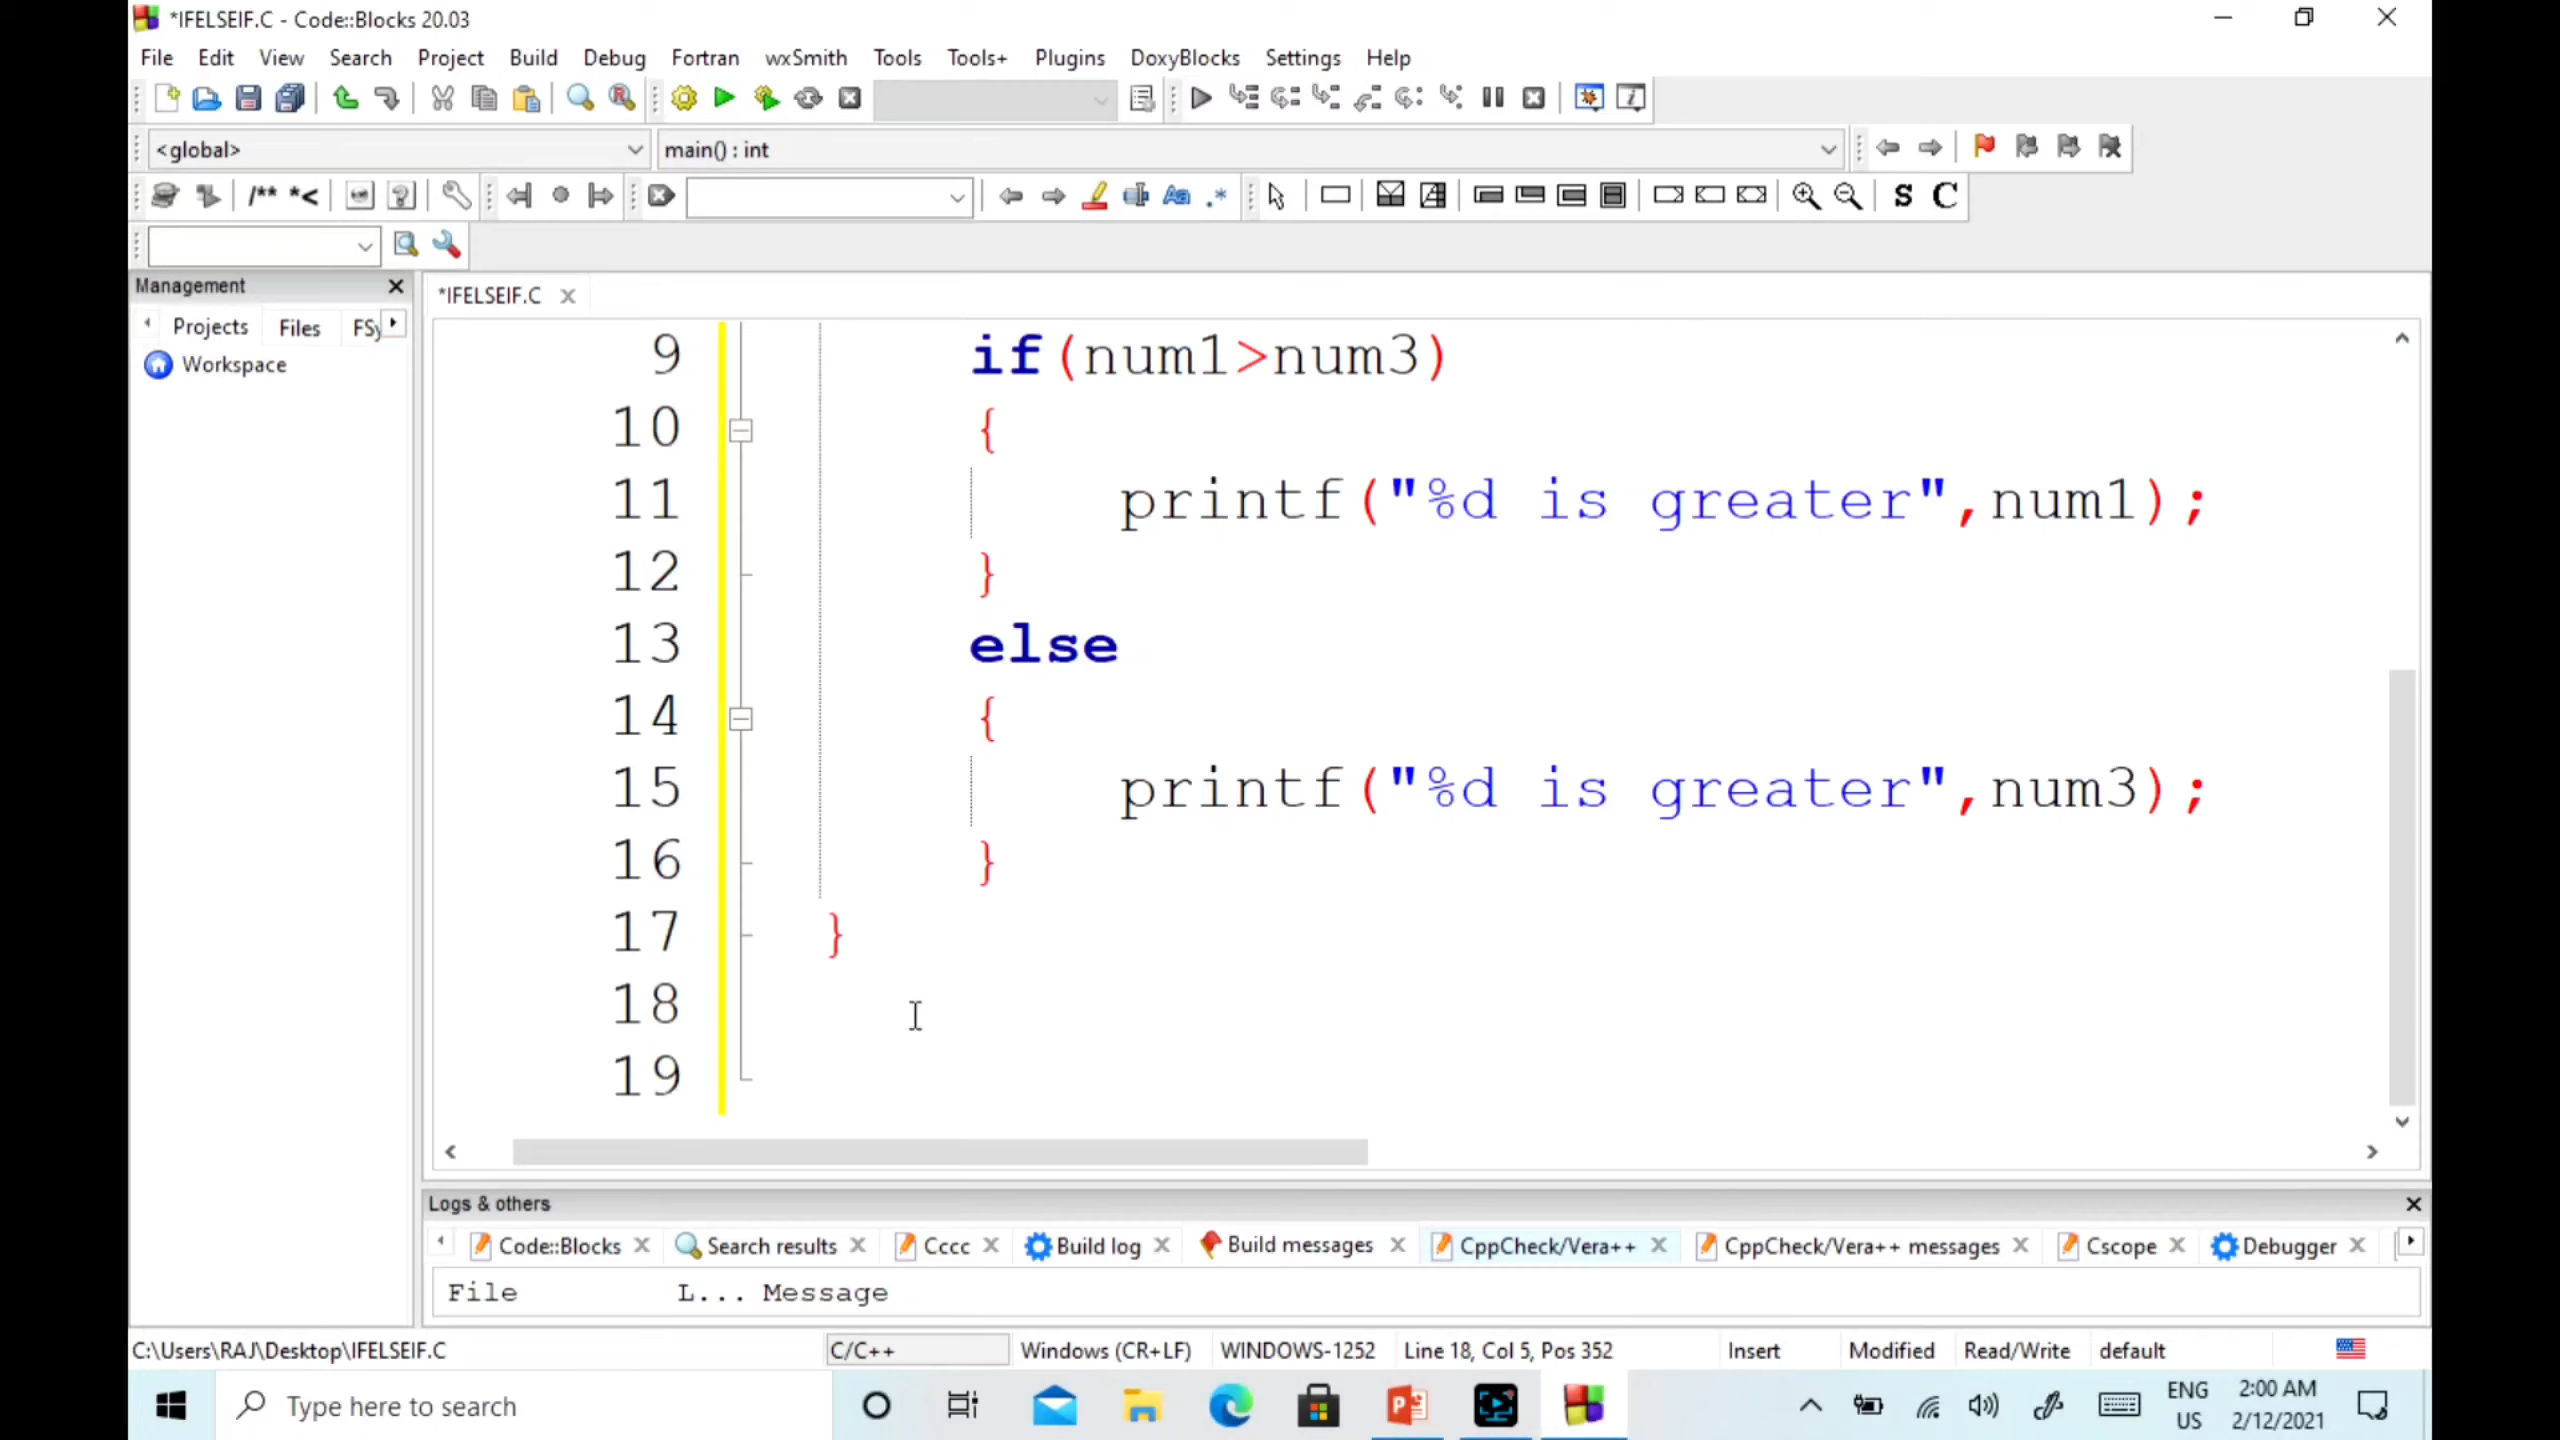 *IFELSEIF.C - Code::Blocks 20.03
File Edit View Search Project Build Debug Fortran wxSmith Tools Tools+ Plugins DoxyBlocks Settings Help
<global> main() : int
/** *< Aa .* S C
Management
*IFELSEIF.C
Projects Files FSy
Workspace
9 if(num1>num3)
10 {
11 printf("%d is greater",num1);
12 }
13 else
14 {
15 printf("%d is greater",num3);
16 }
17 }
18
19
Logs & others
Code::Blocks Search results Cccc Build log Build messages CppCheck/Vera++ CppCheck/Vera++ messages Cscope Debugger
File L... Message
C:\Users\RAJ\Desktop\IFELSEIF.C C/C++ Windows (CR+LF) WINDOWS-1252 Line 18, Col 5, Pos 352 Insert Modified Read/Write default
Type here to search
ENG
US
2:00 AM
2/12/2021